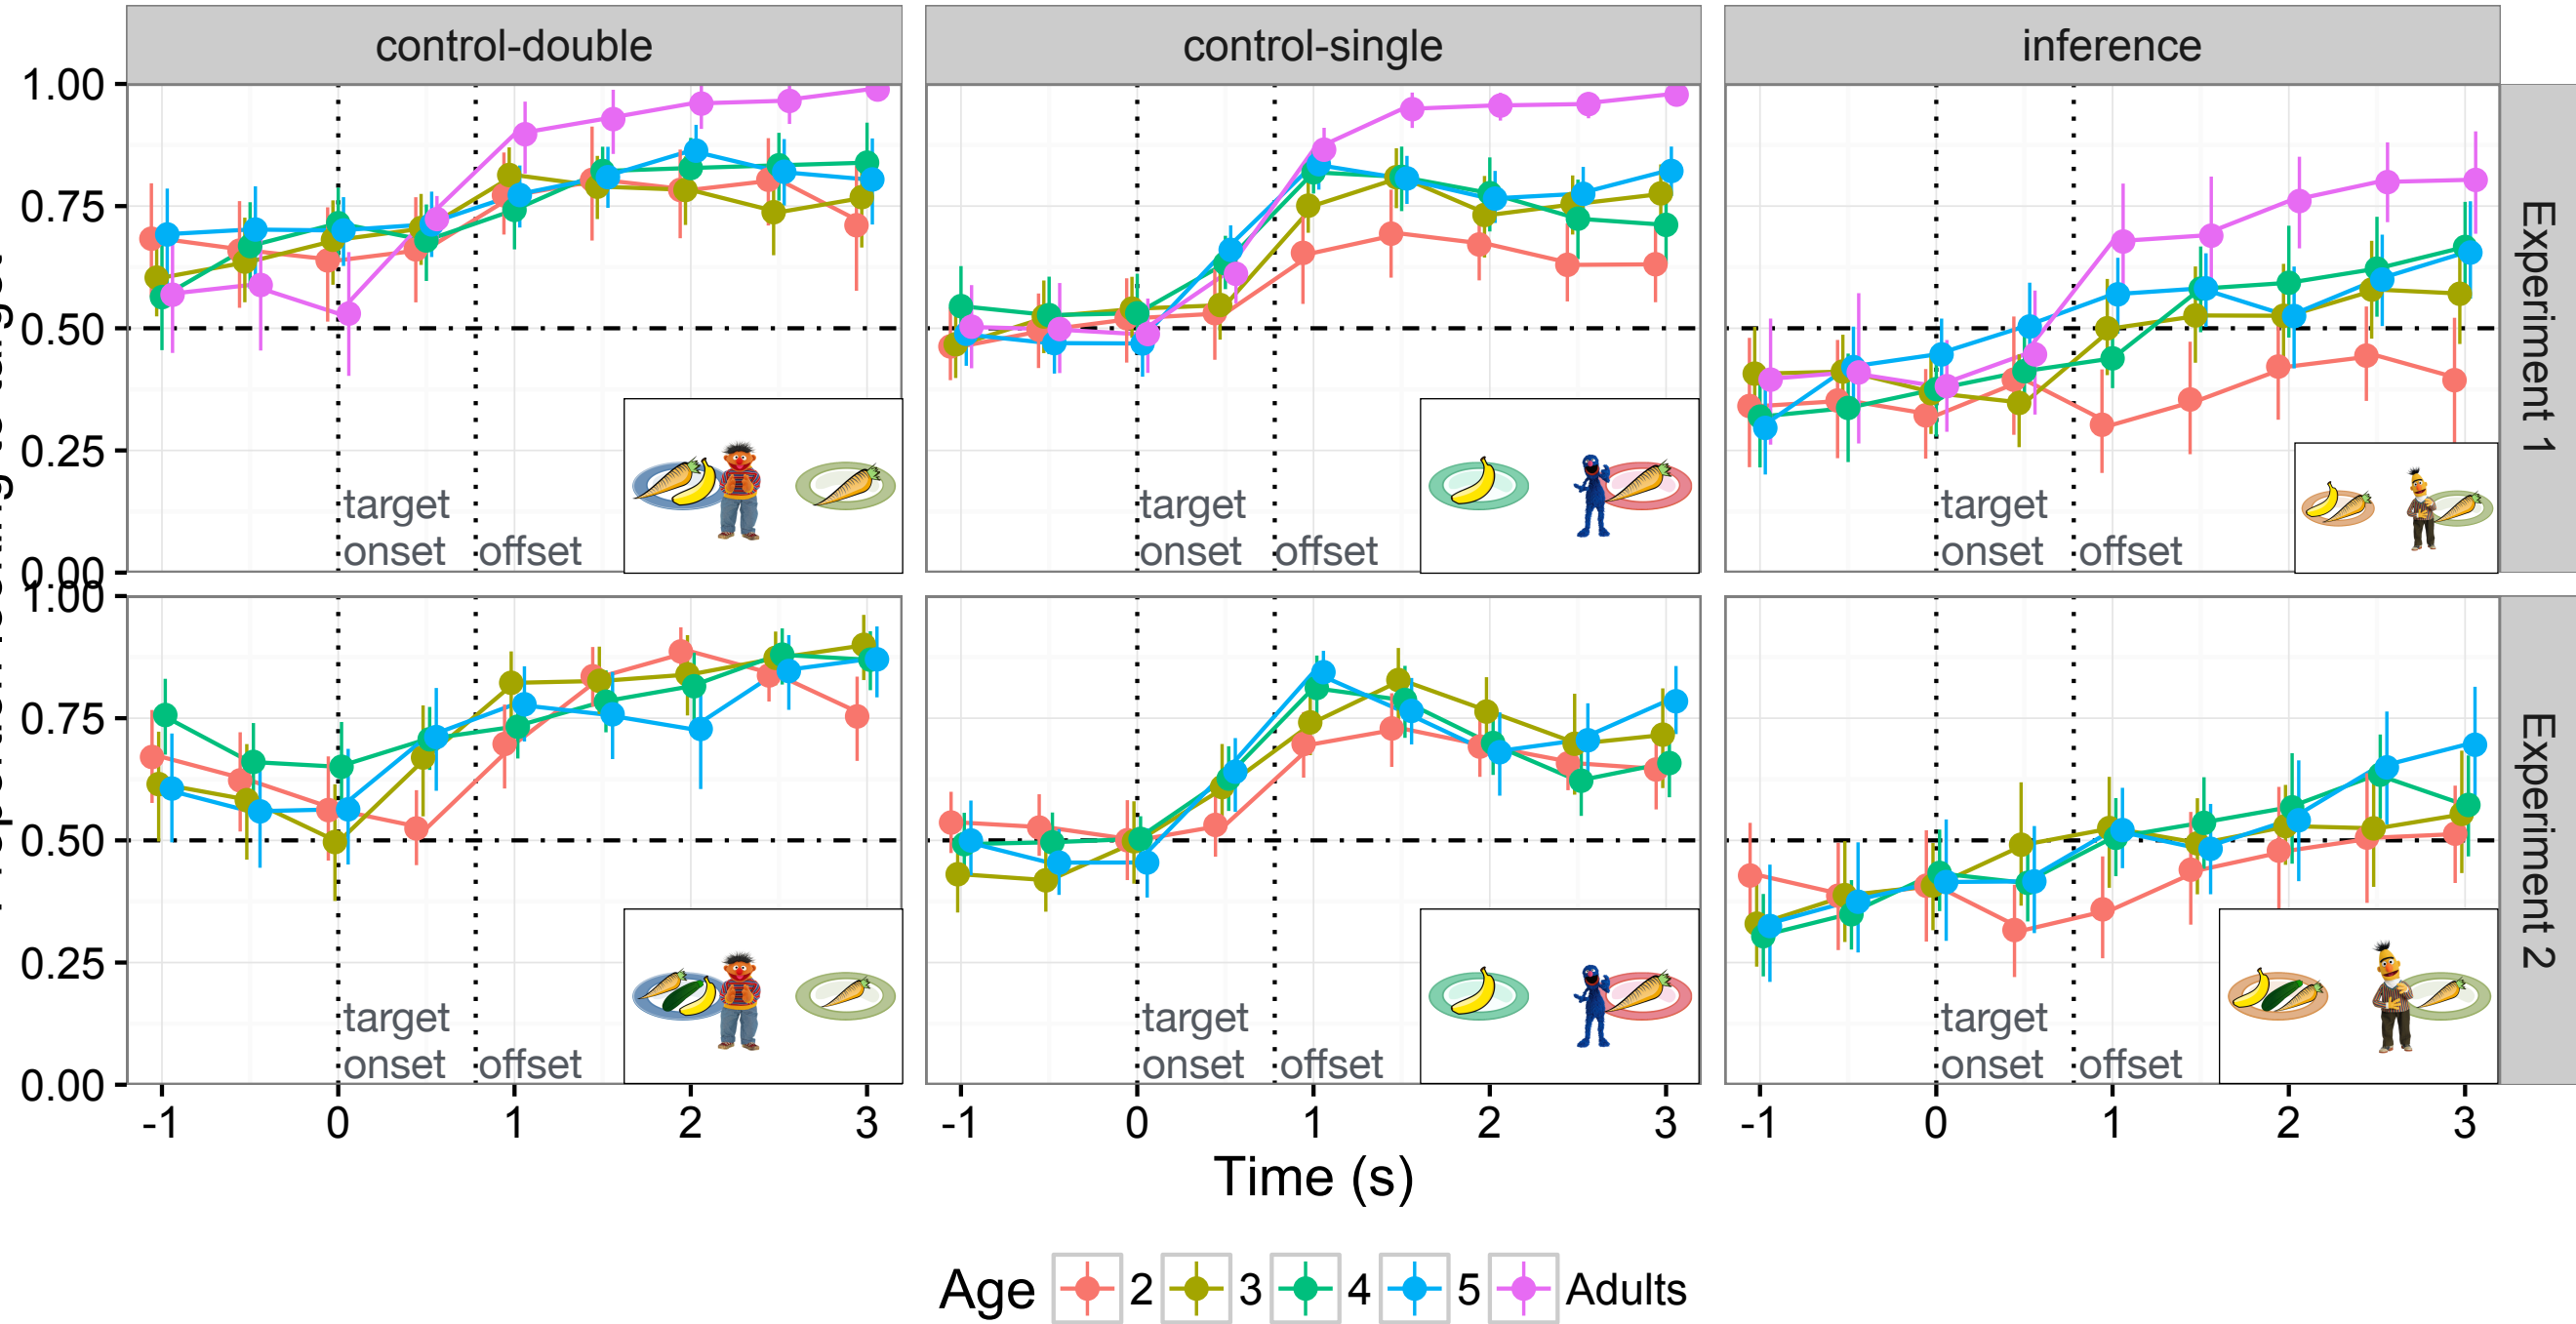 control-double
control-single
inference
1.00
0.75
0.50
0.25
0.00
target
onset
offset
target
onset
offset
target
onset
offset
Experiment 1
1.00
0.75
0.50
0.25
0.00
target
onset
offset
target
onset
offset
target
onset
offset
Experiment 2
-1 0 1 2 3
-1 0 1 2 3
-1 0 1 2 3
Time (s)
Age 2 3 4 5 Adults